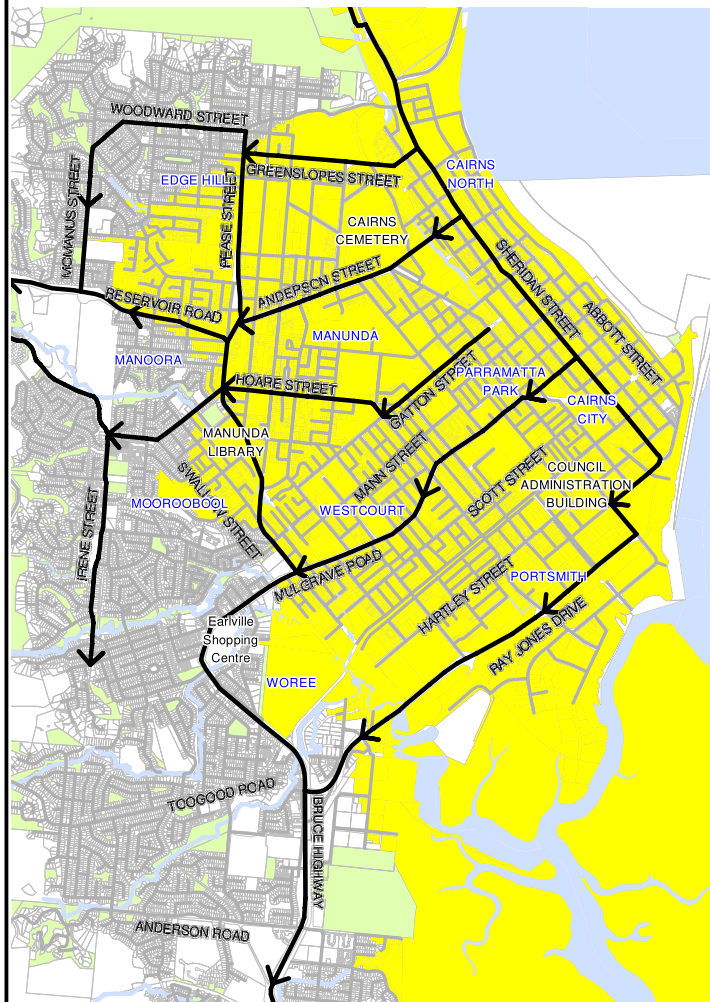 WOODWARD STREET
CAIRNS
NORTH
GREENSLOPES STREET
EDGE HILL
MCMANUS STREET
PEASE STREET
CAIRNS
CEMETERY
SHERIDAN STREET
ANDEPSCN STREET
RESERVOIR ROAD
ABBOTT STREET
MANUNDA
MANOORA
PARRAMATTA
PARK
HOARE STREET
GATTON STREET
CAIRNS
CITY
MANUNDA
LIBRARY
MANN STREET
SCOTT STREET
COUNCIL
ADMINISTRATION
BUILDING
SWALLOW STREET
MOOROOBOOL
WESTCOURT
IRENE STREET
MULGRAVE ROAD
PORTSMITH
HARTLEY STREET
RAY JONES DRIVE
Earlville
Shopping
Centre
WOREE
TOOGOOD ROAD
BRUCE HIGHWAY
ANDERSON ROAD